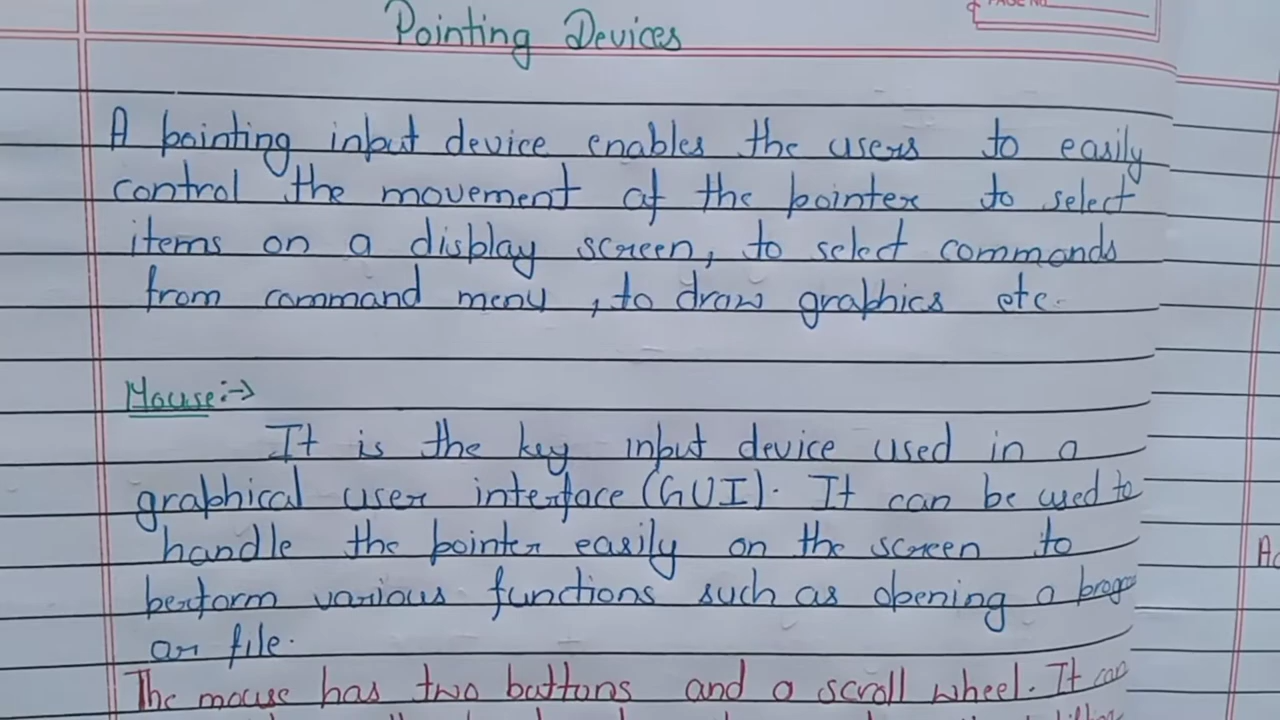 PAGE NO.
Pointing Devices
A pointing input device enables the users to easily
control the movement of the pointer to select
items on a display screen, to select commands
from command menu, to draw graphics etc.
Mouse:→
It is the key input device used in a
graphical user interface (GUI). It can be used to
handle the pointer easily on the screen to
perform various functions such as opening a
or file.
The mouse has two buttons and a scroll wheel. It can